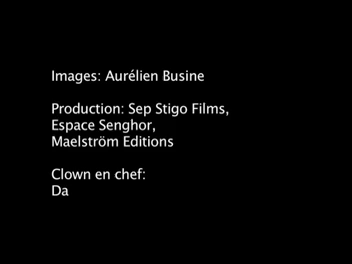 Images: Aurélien Busine
Production: Sep Stigo Films,
Espace Senghor,
Maelström Editions
Clown en chef:
Da